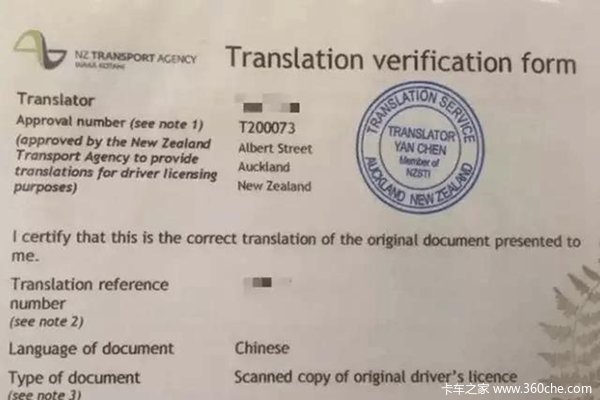 NZ TRANSPORT AGENCY
WAKA KOTAHI
Translation verification form
Translator
Approval number (see note 1)
T200073
(approved by the New Zealand
Albert Street
Transport Agency to provide
Auckland
translations for driver licensing
New Zealand
purposes)
TRANSLATION SERVICE
TRANSLATOR
YAN CHEN
Member of
NZSTI
AUCKLAND NEW ZEALAND
I certify that this is the correct translation of the original document presented to
me.
Translation reference
number
(see note 2)
Language of document
Chinese
Type of document
Scanned copy of original driver's licence
(see note 3)
卡车之家 www.360che.com